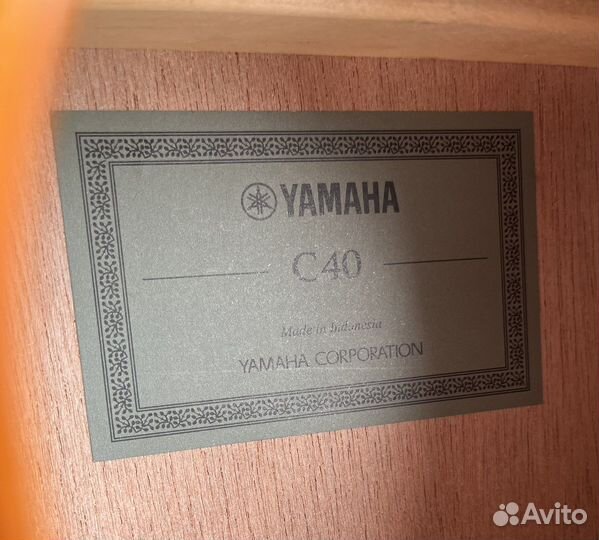 YAMAHA
C40
Made in Indonesia
YAMAHA CORPORATION
Avito